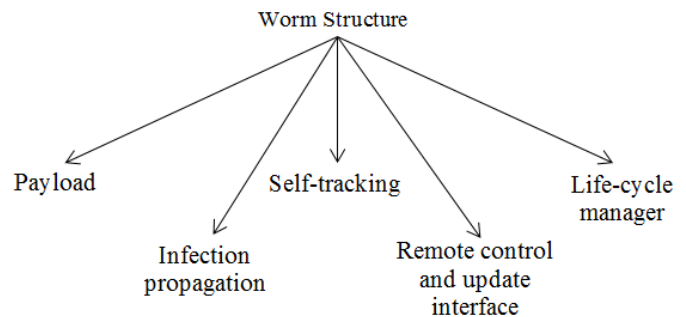 Worm Structure
Payload
Self-tracking
Life-cycle
manager
Infection
propagation
Remote control
and update
interface